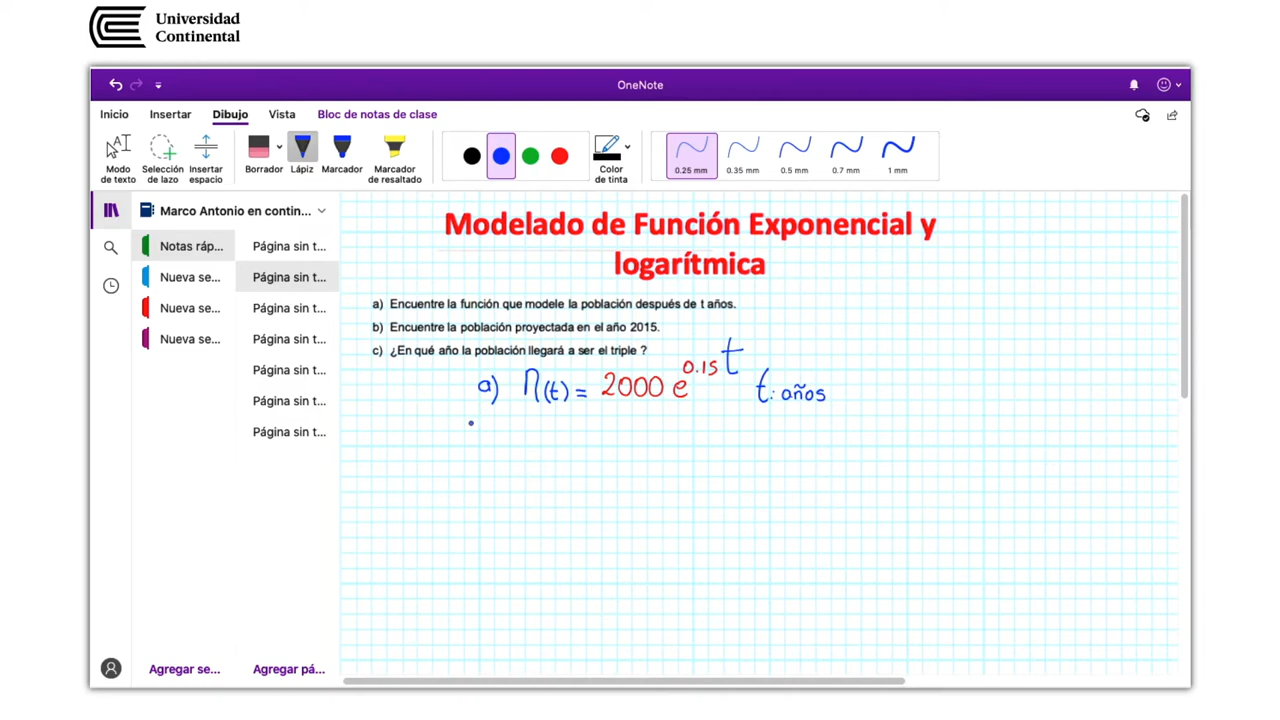 Universidad
Continental
OneNote
Inicio Insertar Dibujo Vista Bloc de notas de clase
Modo de texto Selección de lazo Insertar espacio Borrador Lápiz Marcador Marcador de resaltado Color de tinta 0.25 mm 0.35 mm 0.5 mm 0.7 mm 1 mm
Marco Antonio en contin...
Notas ráp... Página sin t...
Nueva se... Página sin t...
Nueva se... Página sin t...
Nueva se... Página sin t...
Página sin t...
Página sin t...
Página sin t...
Modelado de Función Exponencial y
logarítmica
a) Encuentre la función que modele la población después de t años.
b) Encuentre la población proyectada en el año 2015.
c) ¿En qué año la población llegará a ser el triple ?
a) n(t) = 2000 e^0.15 t t: años
Agregar se... Agregar pá...